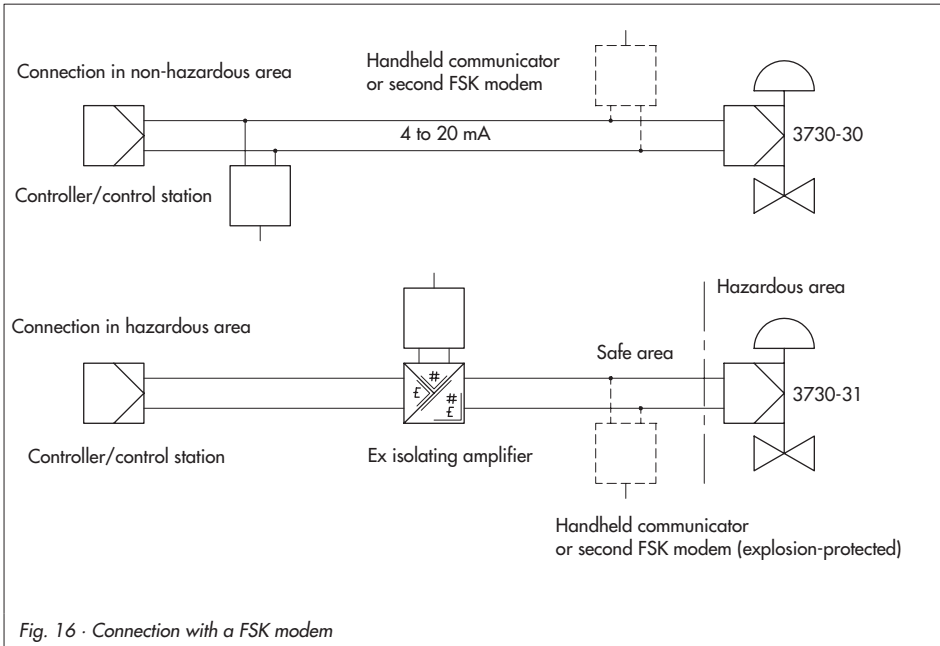 Connection in non-hazardous area
Handheld communicator
or second FSK modem
4 to 20 mA
3730-30
Controller/control station
Connection in hazardous area
Hazardous area
Safe area
#
£
#
£
3730-31
Controller/control station
Ex isolating amplifier
Handheld communicator
or second FSK modem (explosion-protected)
Fig. 16 · Connection with a FSK modem